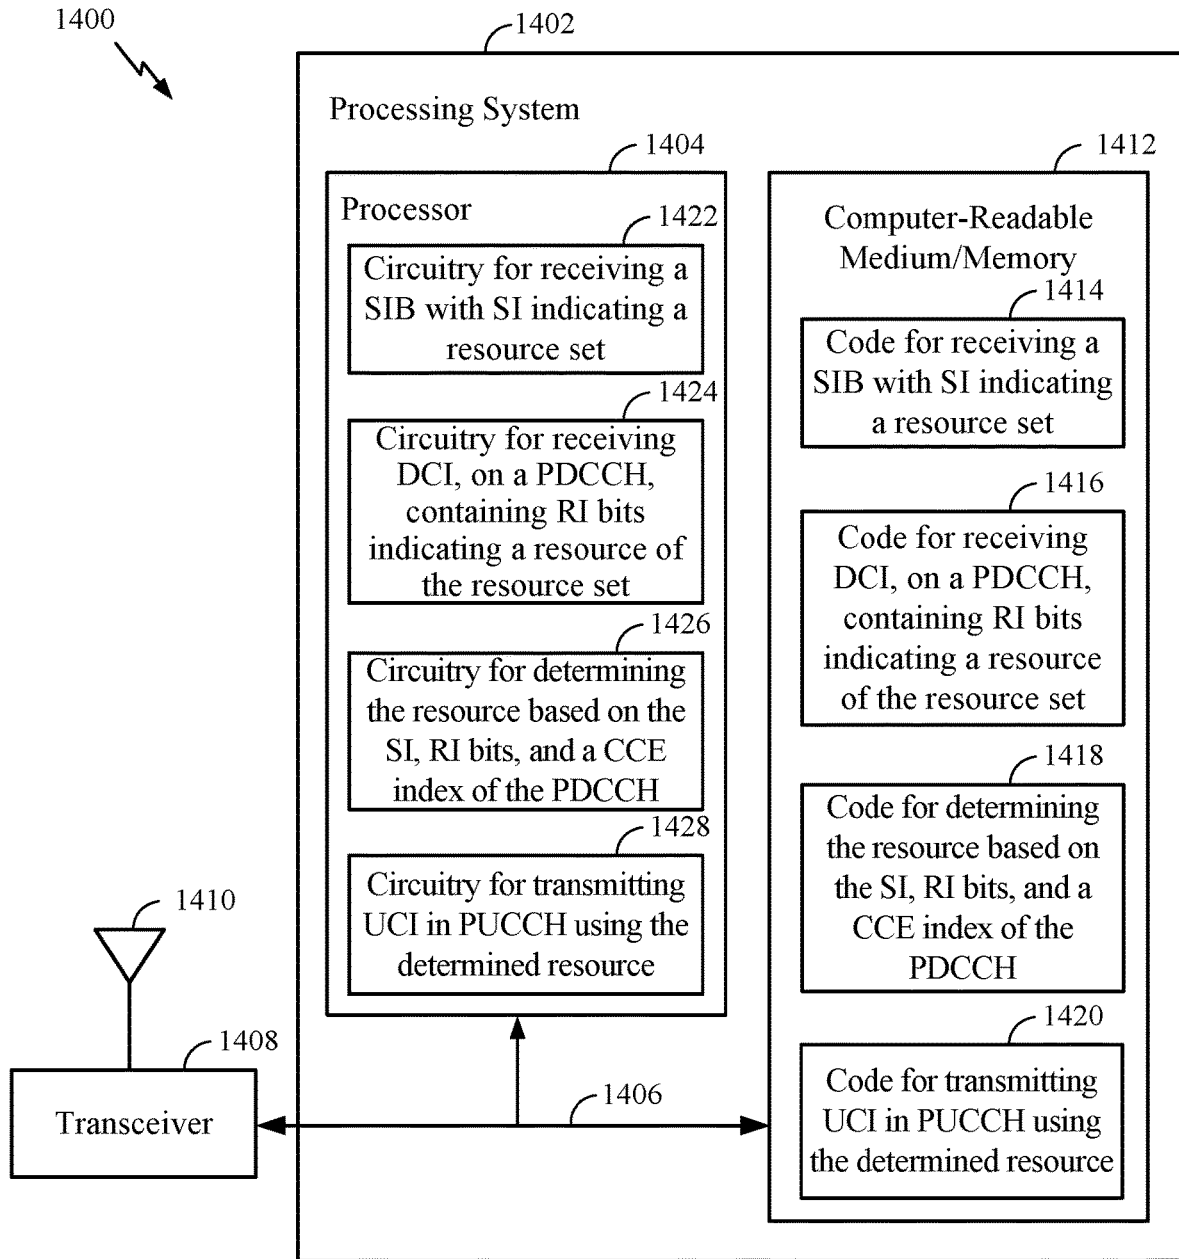 1400
1402
Processing System
1404
Processor
1422
Circuitry for receiving a
SIB with SI indicating a
resource set
1424
Circuitry for receiving
DCI, on a PDCCH,
containing RI bits
indicating a resource of
the resource set
1426
Circuitry for determining
the resource based on the
SI, RI bits, and a CCE
index of the PDCCH
1428
Circuitry for transmitting
UCI in PUCCH using the
determined resource
1412
Computer-Readable
Medium/Memory
1414
Code for receiving a
SIB with SI indicating
a resource set
1416
Code for receiving
DCI, on a PDCCH,
containing RI bits
indicating a resource
of the resource set
1418
Code for determining
the resource based on
the SI, RI bits, and a
CCE index of the
PDCCH
1420
Code for transmitting
UCI in PUCCH using
the determined resource
1410
1408
Transceiver
1406